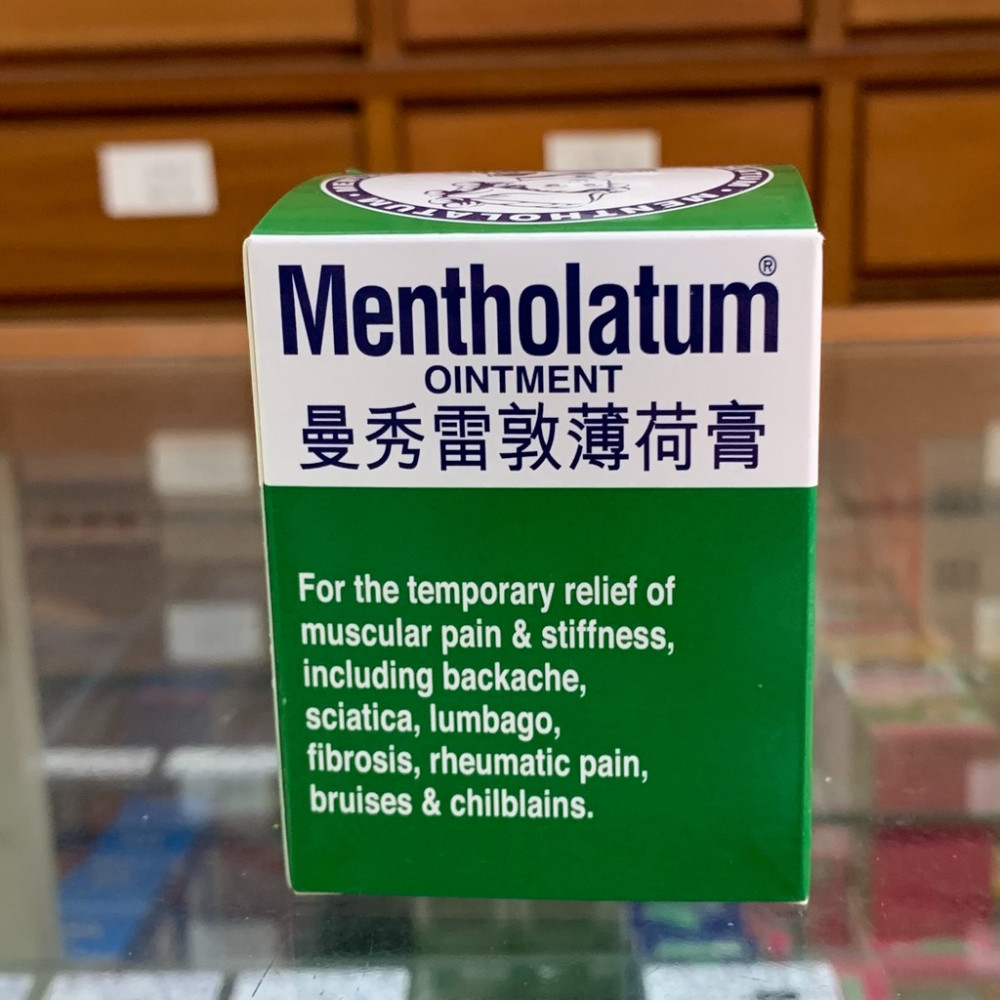 MENTHOLATUM
Mentholatum®
OINTMENT
曼秀雷敦薄荷膏
For the temporary relief of
muscular pain & stiffness,
including backache,
sciatica, lumbago,
fibrosis, rheumatic pain,
bruises & chilblains.